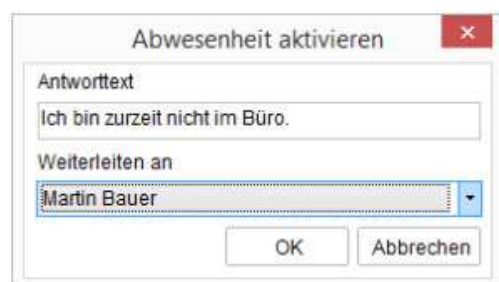 Abwesenheit aktivieren
Antworttext
Ich bin zurzeit nicht im Büro.
Weiterleiten an
Martin Bauer
OK Abbrechen